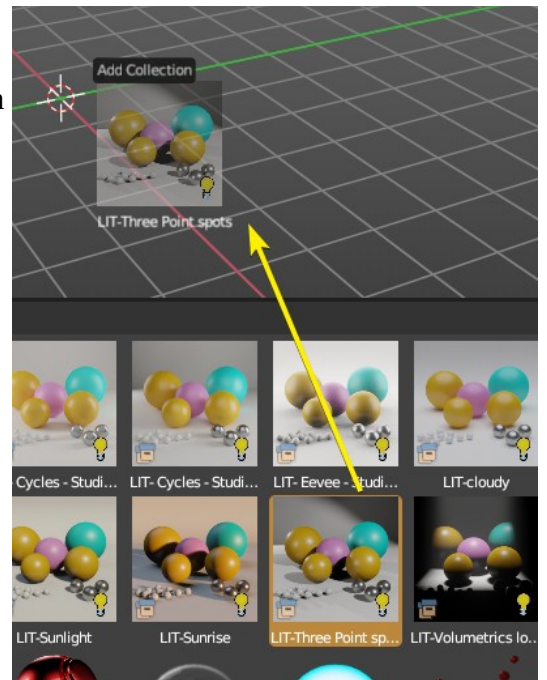 Add Collection
LIT-Three Point spots
Cycles - Studi...
LIT- Cycles - Studi...
LIT- Eevee - Studi...
LIT-cloudy
LIT-Sunlight
LIT-Sunrise
LIT-Three Point sp...
LIT-Volumetrics lo...